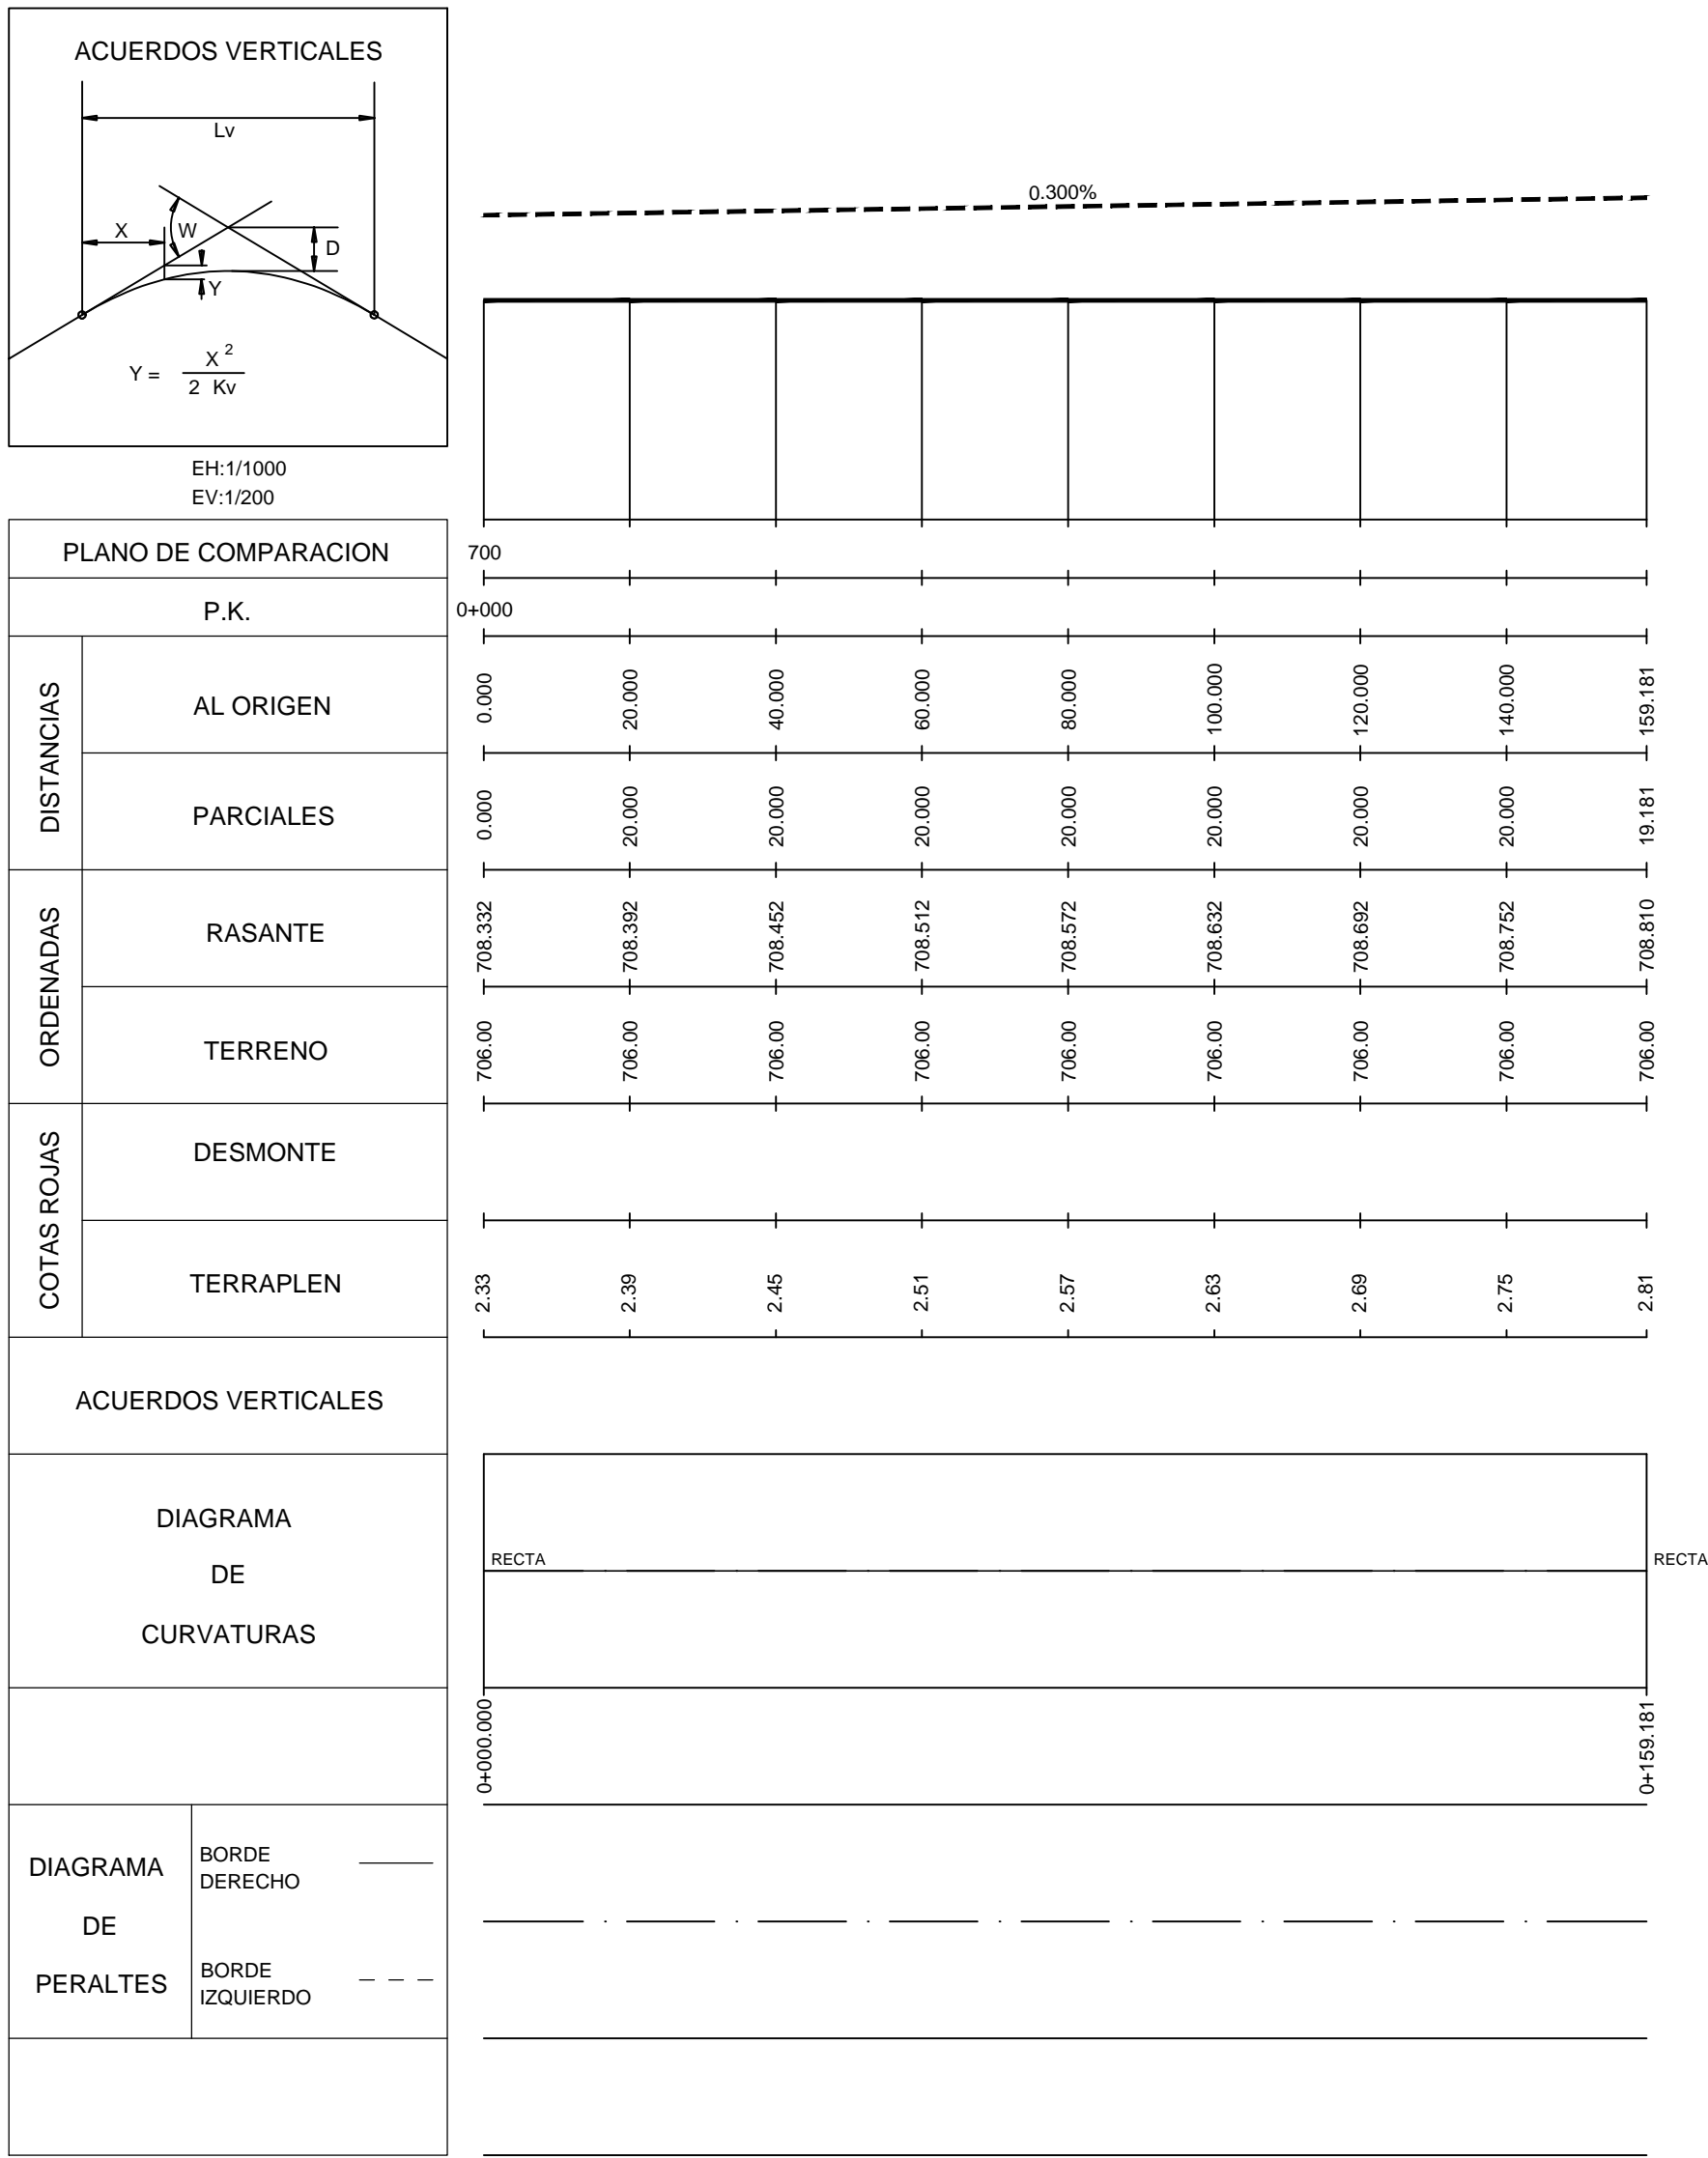 ACUERDOS VERTICALES
Lv
X
W
D
Y
Y = X 2
2 Kv
EH:1/1000
EV:1/200
0.300%
PLANO DE COMPARACION
700
P.K.
0+000
DISTANCIAS
AL ORIGEN
0.000 20.000 40.000 60.000 80.000 100.000 120.000 140.000 159.181
PARCIALES
0.000 20.000 20.000 20.000 20.000 20.000 20.000 20.000 19.181
ORDENADAS
RASANTE
708.332 708.392 708.452 708.512 708.572 708.632 708.692 708.752 708.810
TERRENO
706.00 706.00 706.00 706.00 706.00 706.00 706.00 706.00 706.00
COTAS ROJAS
DESMONTE
TERRAPLEN
2.33 2.39 2.45 2.51 2.57 2.63 2.69 2.75 2.81
ACUERDOS VERTICALES
DIAGRAMA
DE
CURVATURAS
RECTA
RECTA
0+000.000
0+159.181
DIAGRAMA
DE
PERALTES
BORDE
DERECHO
BORDE
IZQUIERDO